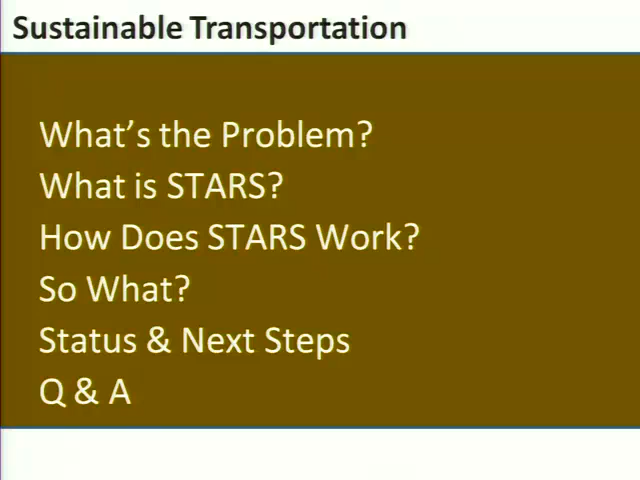 Sustainable Transportation
What's the Problem?
What is STARS?
How Does STARS Work?
So What?
Status & Next Steps
Q & A